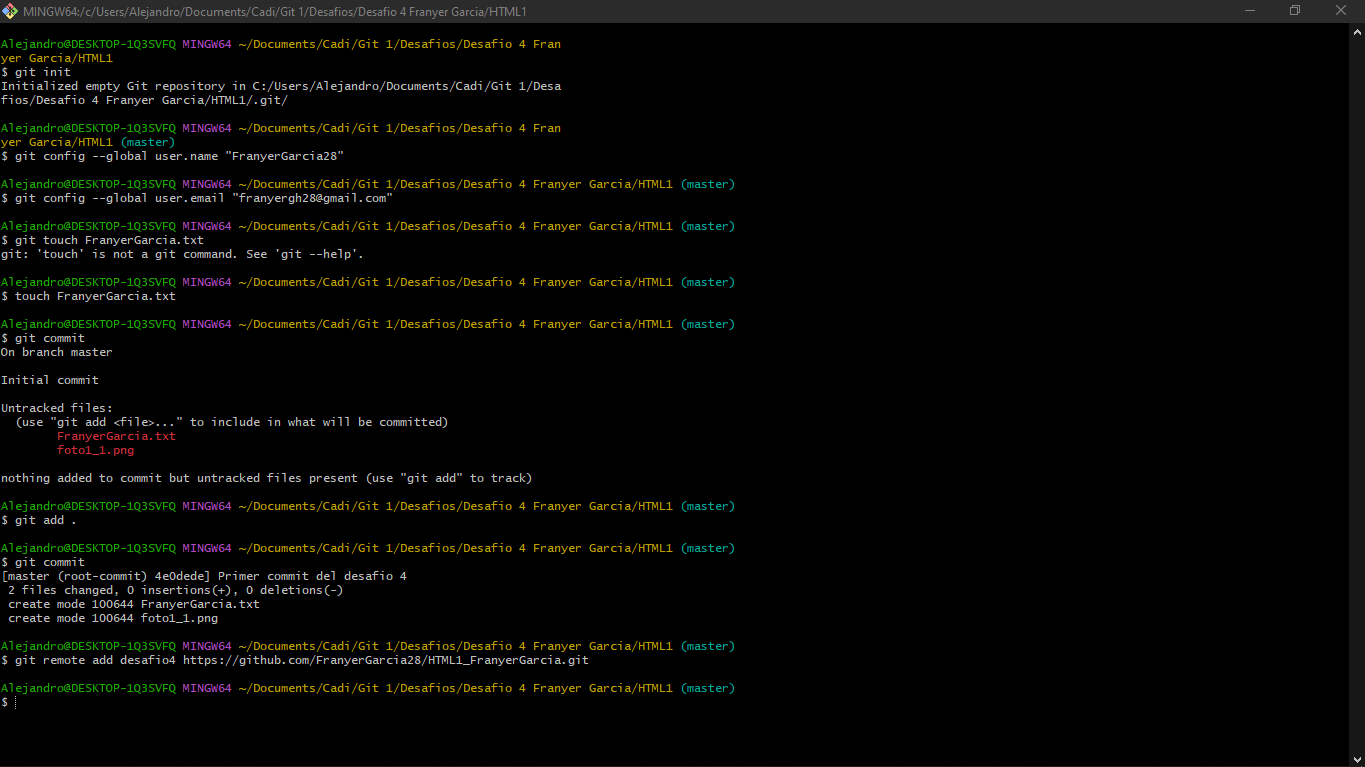 MINGW64:/c/Users/Alejandro/Documents/Cadi/Git 1/Desafios/Desafio 4 Franyer Garcia/HTML1
Alejandro@DESKTOP-1Q3SVFQ MINGW64 ~/Documents/Cadi/Git 1/Desafios/Desafio 4 Fran
yer Garcia/HTML1
$ git init
Initialized empty Git repository in C:/Users/Alejandro/Documents/Cadi/Git 1/Desa
fios/Desafio 4 Franyer Garcia/HTML1/.git/
Alejandro@DESKTOP-1Q3SVFQ MINGW64 ~/Documents/Cadi/Git 1/Desafios/Desafio 4 Fran
yer Garcia/HTML1 (master)
$ git config --global user.name "FranyerGarcia28"
Alejandro@DESKTOP-1Q3SVFQ MINGW64 ~/Documents/Cadi/Git 1/Desafios/Desafio 4 Franyer Garcia/HTML1 (master)
$ git config --global user.email "franyergh28@gmail.com"
Alejandro@DESKTOP-1Q3SVFQ MINGW64 ~/Documents/Cadi/Git 1/Desafios/Desafio 4 Franyer Garcia/HTML1 (master)
$ git touch FranyerGarcia.txt
git: 'touch' is not a git command. See 'git --help'.
Alejandro@DESKTOP-1Q3SVFQ MINGW64 ~/Documents/Cadi/Git 1/Desafios/Desafio 4 Franyer Garcia/HTML1 (master)
$ touch FranyerGarcia.txt
Alejandro@DESKTOP-1Q3SVFQ MINGW64 ~/Documents/Cadi/Git 1/Desafios/Desafio 4 Franyer Garcia/HTML1 (master)
$ git commit
On branch master
Initial commit
Untracked files:
(use "git add <file>..." to include in what will be committed)
FranyerGarcia.txt
foto1_1.png
nothing added to commit but untracked files present (use "git add" to track)
Alejandro@DESKTOP-1Q3SVFQ MINGW64 ~/Documents/Cadi/Git 1/Desafios/Desafio 4 Franyer Garcia/HTML1 (master)
$ git add .
Alejandro@DESKTOP-1Q3SVFQ MINGW64 ~/Documents/Cadi/Git 1/Desafios/Desafio 4 Franyer Garcia/HTML1 (master)
$ git commit
[master (root-commit) 4e0dede] Primer commit del desafio 4
2 files changed, 0 insertions(+), 0 deletions(-)
create mode 100644 FranyerGarcia.txt
create mode 100644 foto1_1.png
Alejandro@DESKTOP-1Q3SVFQ MINGW64 ~/Documents/Cadi/Git 1/Desafios/Desafio 4 Franyer Garcia/HTML1 (master)
$ git remote add desafio4 https://github.com/FranyerGarcia28/HTML1_FranyerGarcia.git
Alejandro@DESKTOP-1Q3SVFQ MINGW64 ~/Documents/Cadi/Git 1/Desafios/Desafio 4 Franyer Garcia/HTML1 (master)
$